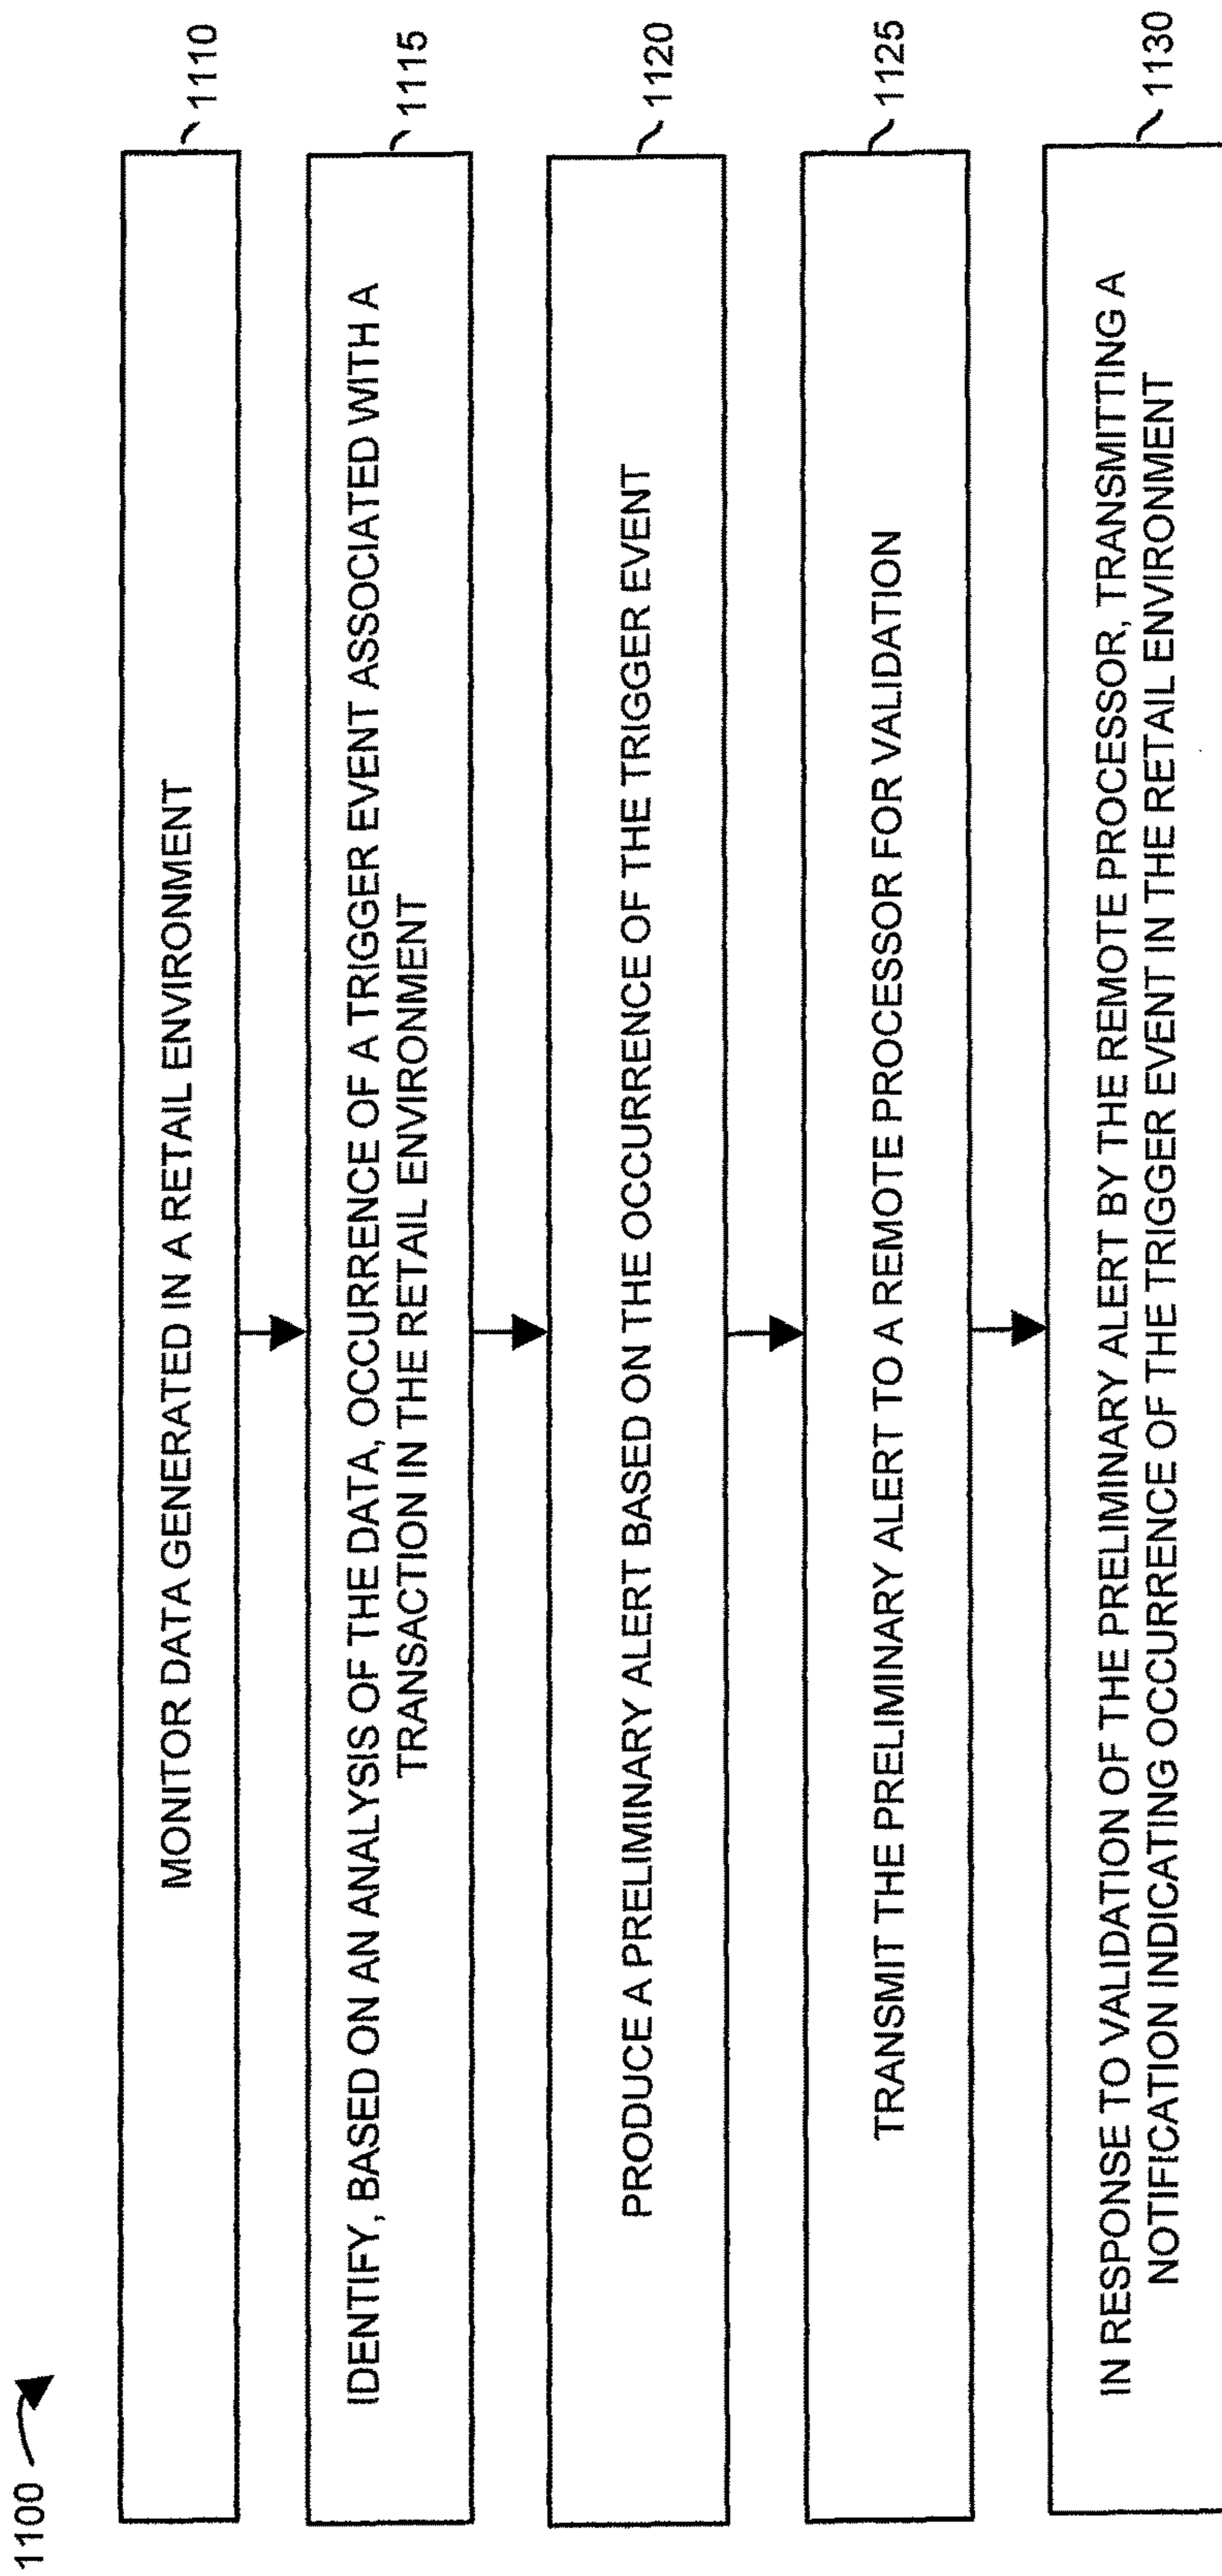 1100
MONITOR DATA GENERATED IN A RETAIL ENVIRONMENT
1110
IDENTIFY, BASED ON AN ANALYSIS OF THE DATA, OCCURRENCE OF A TRIGGER EVENT ASSOCIATED WITH A
TRANSACTION IN THE RETAIL ENVIRONMENT
1115
PRODUCE A PRELIMINARY ALERT BASED ON THE OCCURRENCE OF THE TRIGGER EVENT
1120
TRANSMIT THE PRELIMINARY ALERT TO A REMOTE PROCESSOR FOR VALIDATION
1125
IN RESPONSE TO VALIDATION OF THE PRELIMINARY ALERT BY THE REMOTE PROCESSOR, TRANSMITTING A
NOTIFICATION INDICATING OCCURRENCE OF THE TRIGGER EVENT IN THE RETAIL ENVIRONMENT
1130